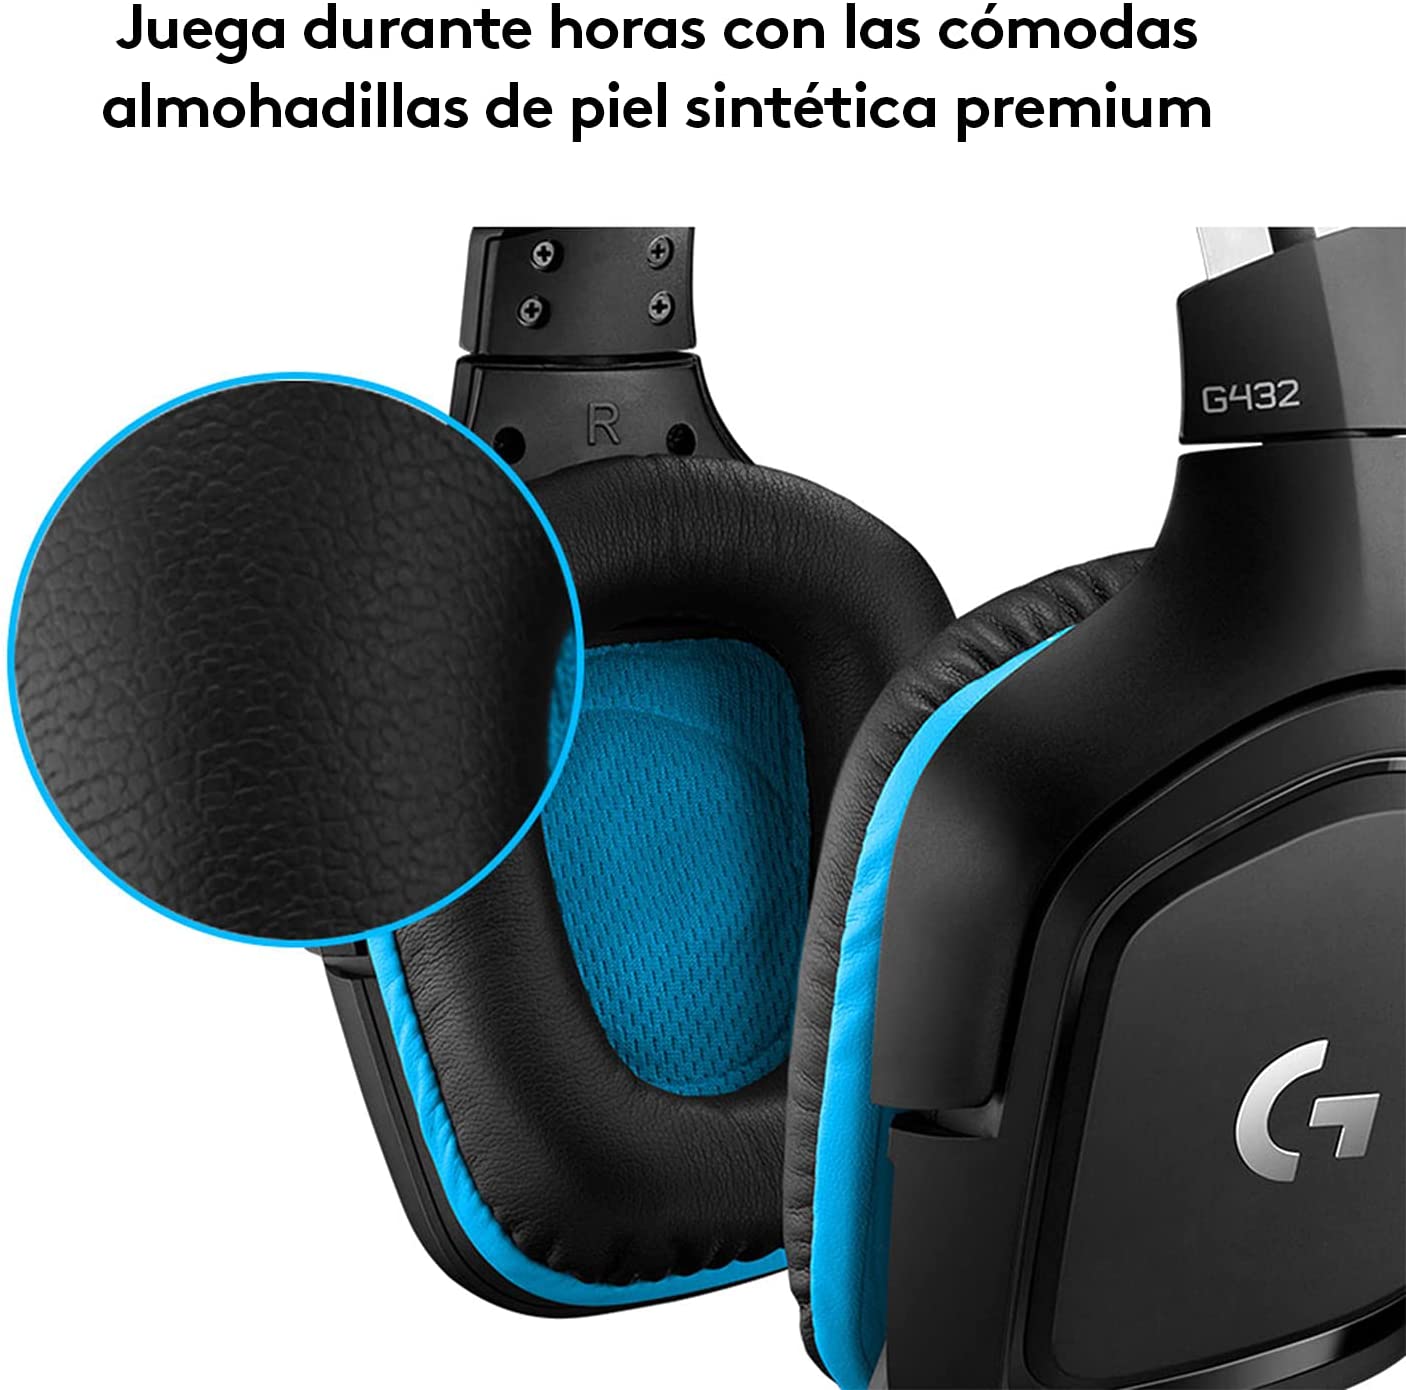 Juega durante horas con las cómodas
almohadillas de piel sintética premium
R
G432
G